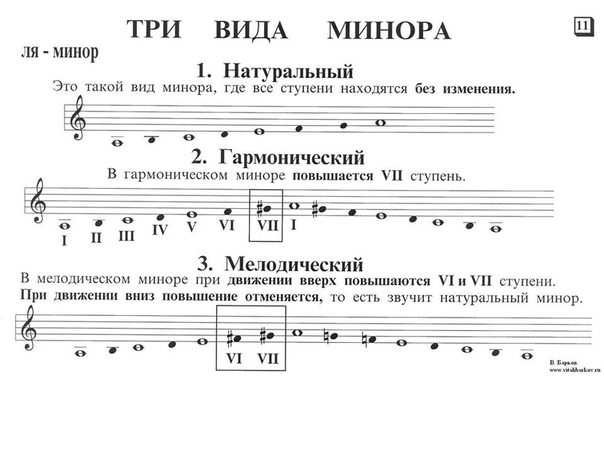 ТРИ ВИДА МИНОРА
11
ля - минор
1. Натуральный
Это такой вид минора, где все ступени находятся без изменения.
2. Гармонический
В гармоническом миноре повышается VII ступень.
I II III IV V VI VII I
3. Мелодический
В мелодическом миноре при движении вверх повышаются VI и VII ступени.
При движении вниз повышение отменяется, то есть звучит натуральный минор.
VI VII
В. Борков
www.vitaliborkov.ru